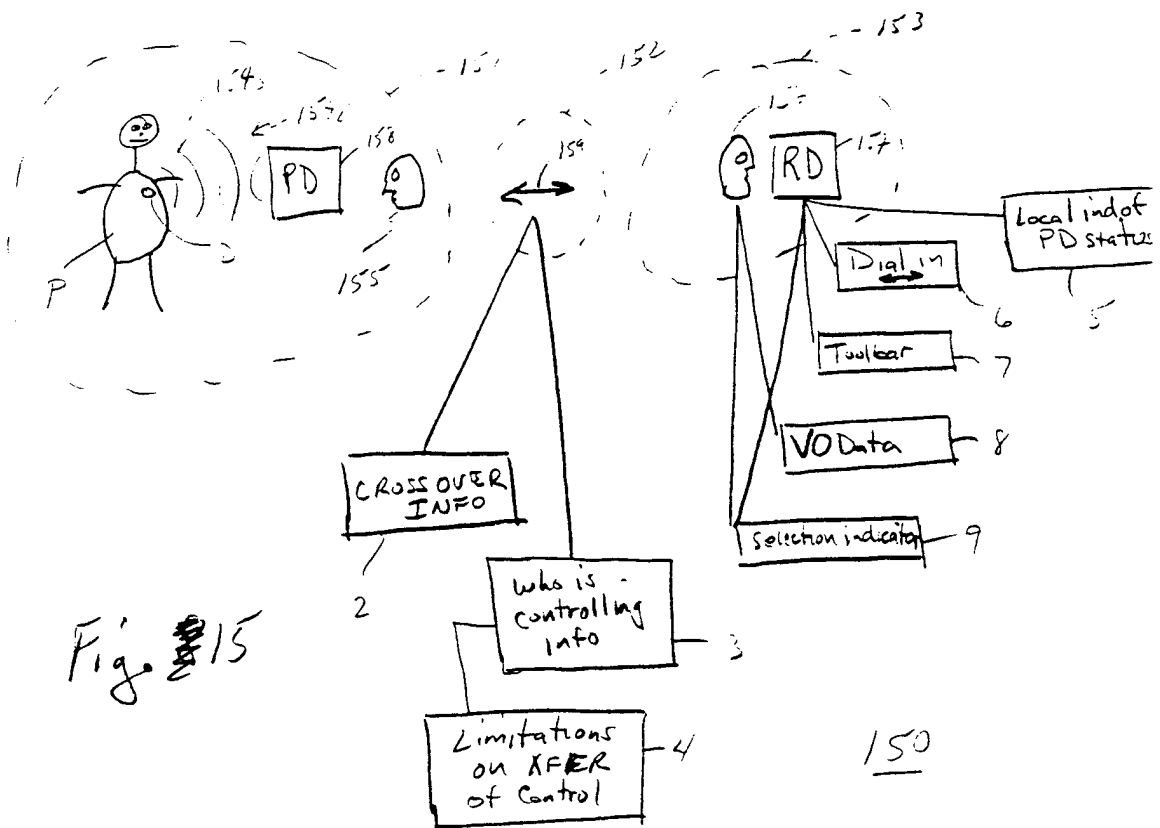 153
152
158
PD
159
RD
Local ind of
PD status
Dial in
P
155
6
5
Toolbar
7
VO Data
8
CROSSOVER
INFO
Selection indicator
9
2
who is
controlling
info
3
Fig. 15
Limitations
on XFER
of Control
4
150